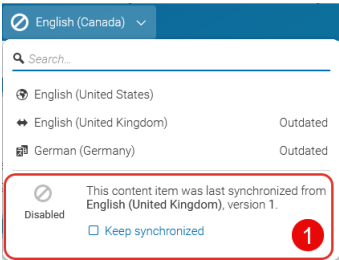 English (Canada)
Search...
English (United States)
English (United Kingdom) Outdated
German (Germany) Outdated
This content item was last synchronized from
English (United Kingdom), version 1.
Disabled
Keep synchronized
1